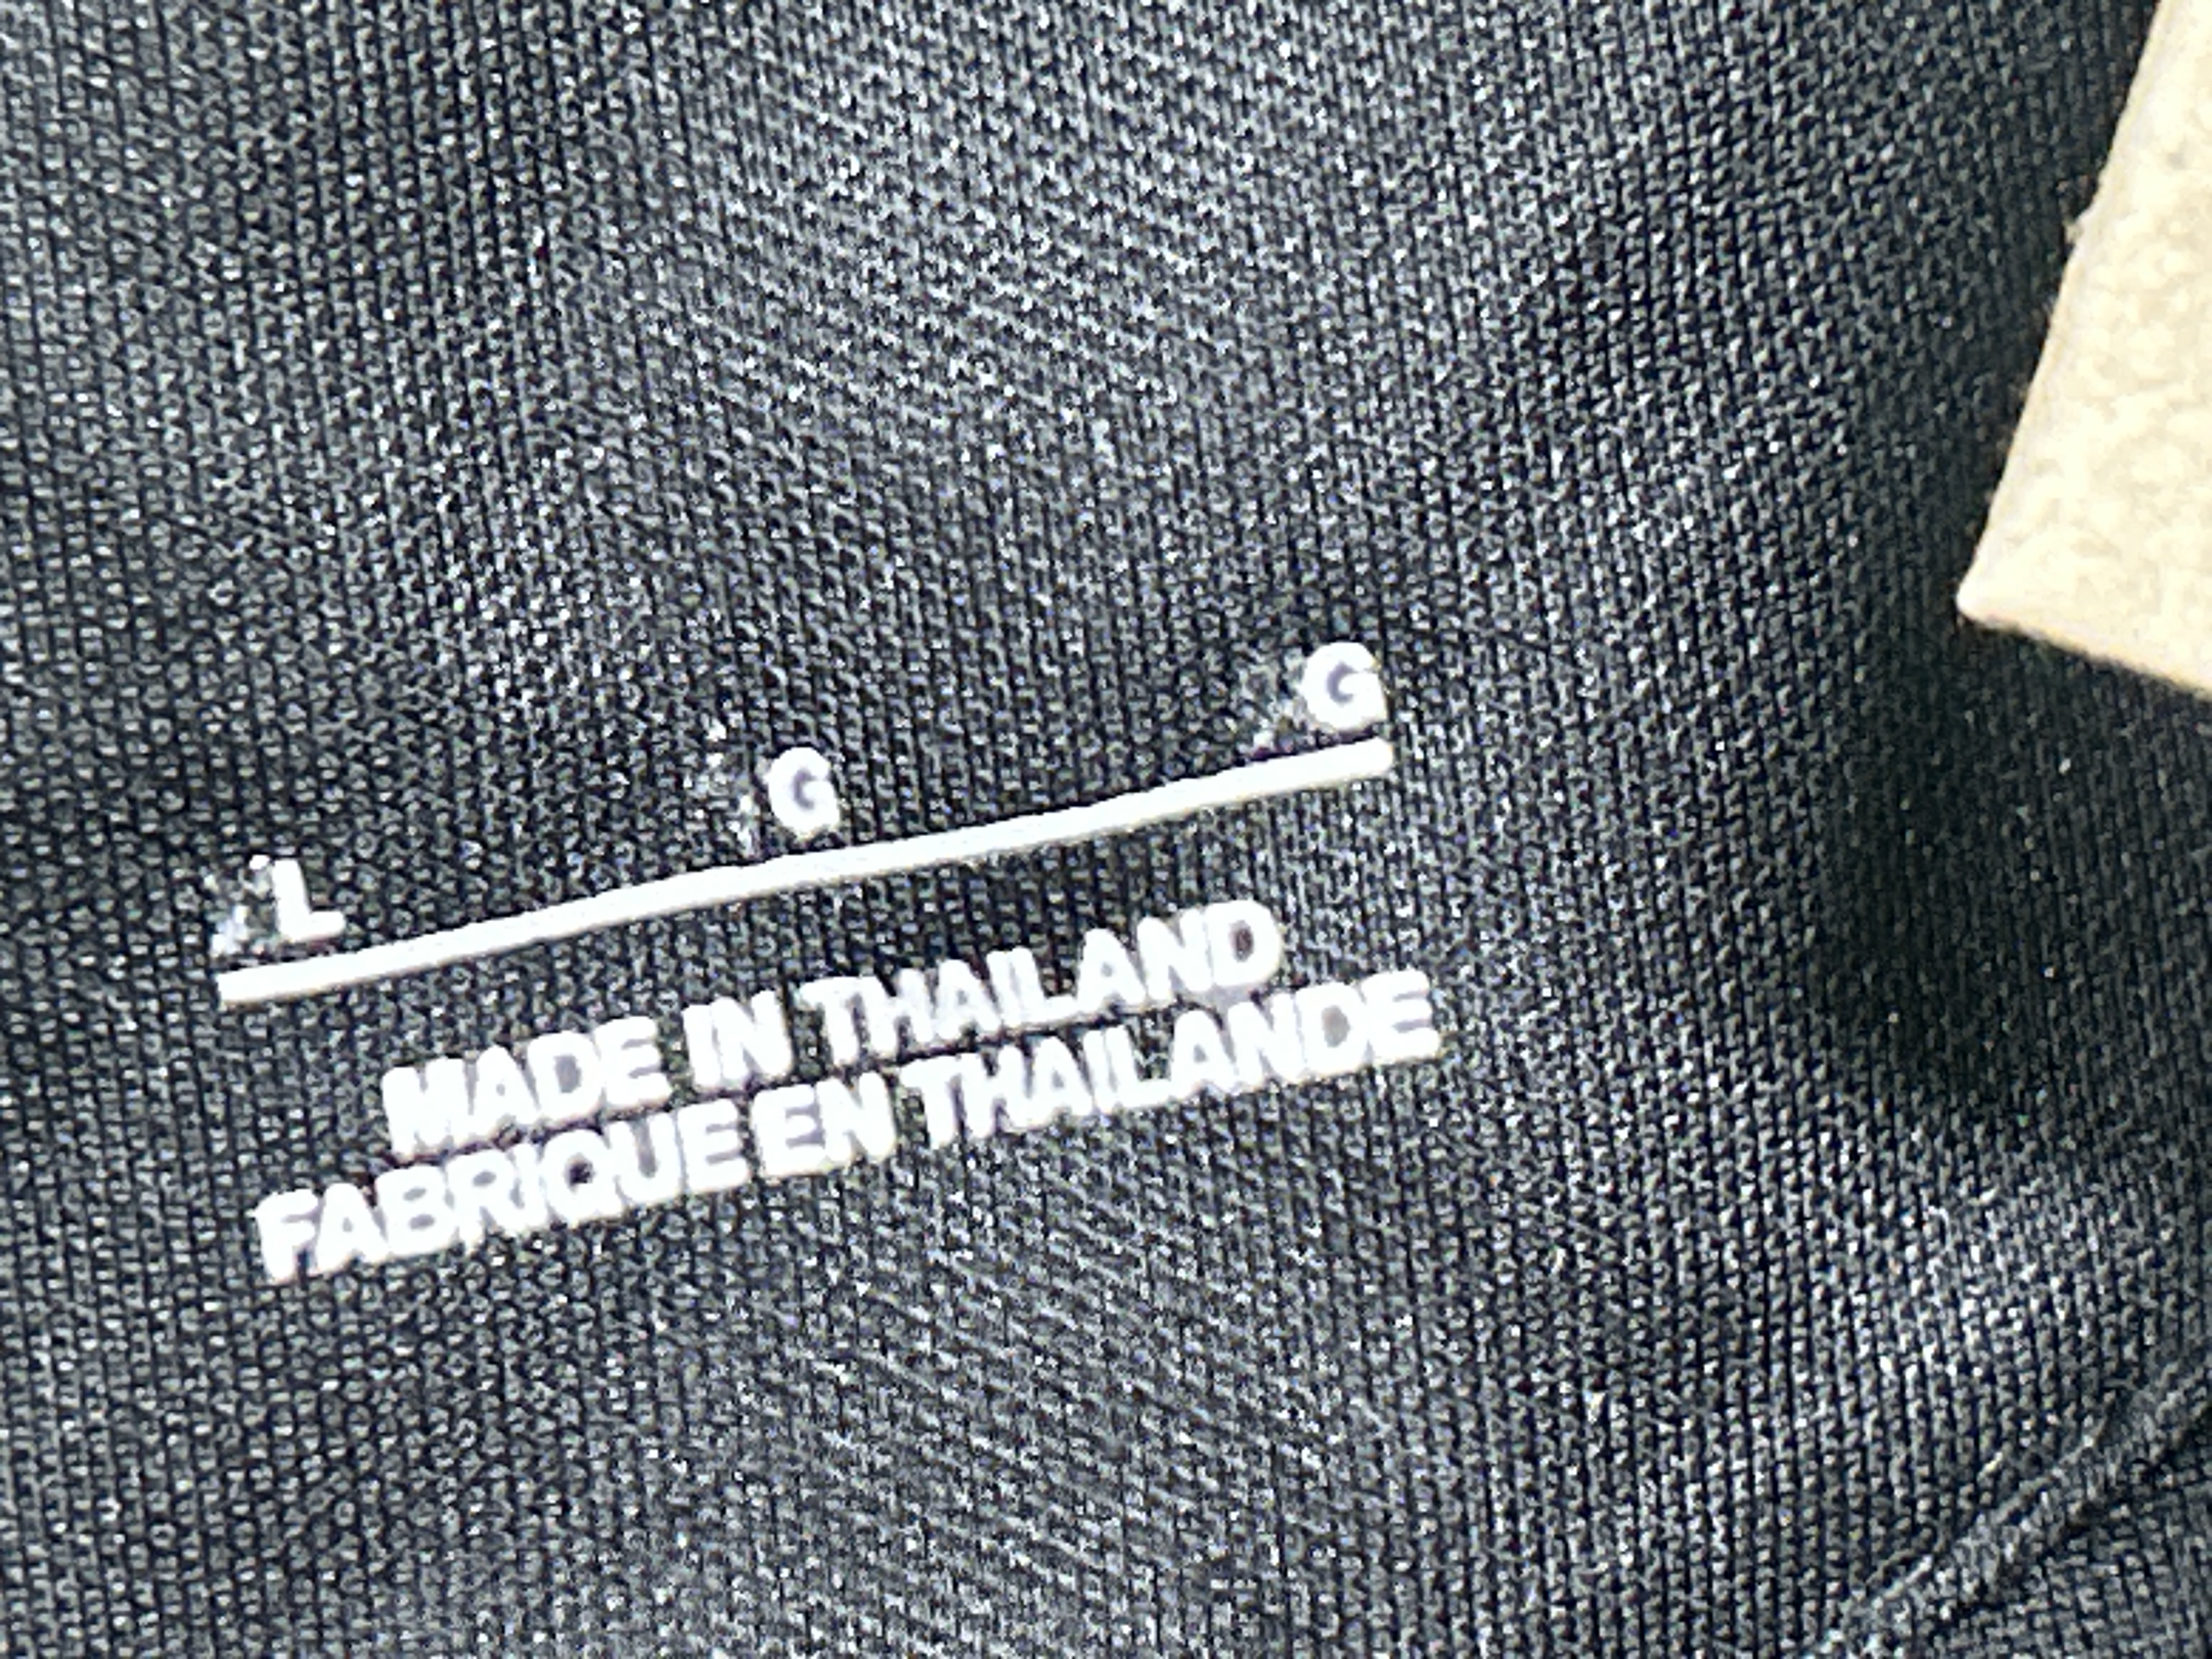 L G G
MADE IN THAILAND
FABRIQUE EN THAILANDE